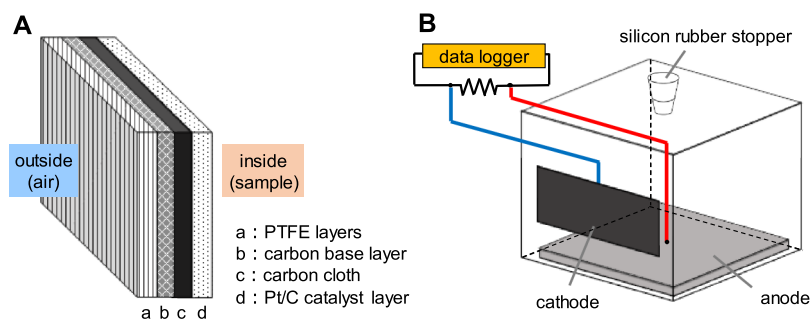 A
outside
(air)
inside
(sample)
a : PTFE layers
b : carbon base layer
c : carbon cloth
d : Pt/C catalyst layer
a b c d
B
data logger
silicon rubber stopper
cathode
anode